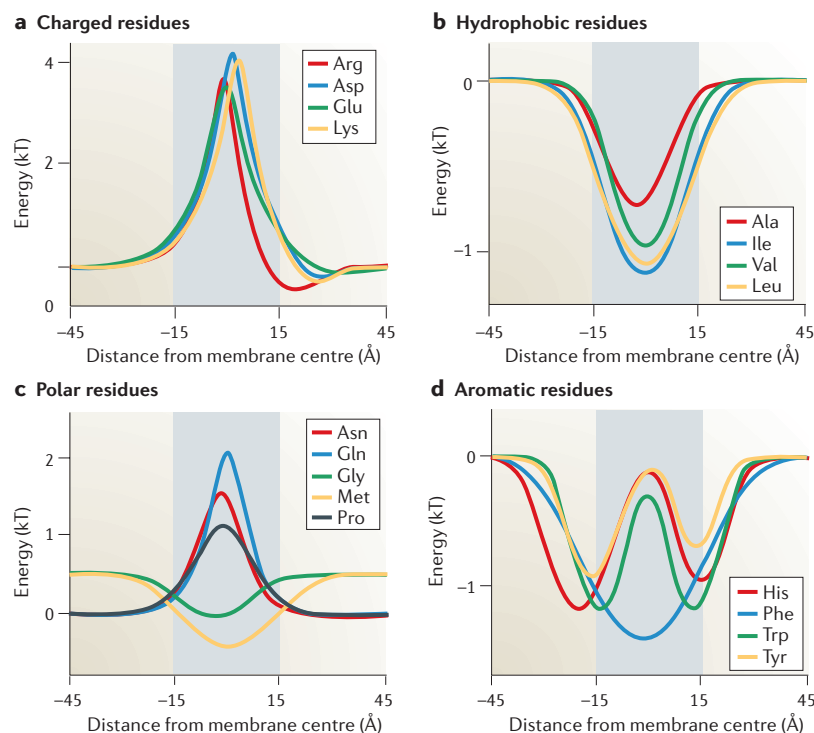 a Charged residues
4
2
0
Energy (kT)
Arg
Asp
Glu
Lys
−45
−15
15
45
Distance from membrane centre (Å)
b Hydrophobic residues
0
−1
Energy (kT)
Ala
Ile
Val
Leu
−45
−15
15
45
Distance from membrane centre (Å)
c Polar residues
2
1
0
Energy (kT)
Asn
Gln
Gly
Met
Pro
−45
−15
15
45
Distance from membrane centre (Å)
d Aromatic residues
0
−1
Energy (kT)
His
Phe
Trp
Tyr
−45
−15
15
45
Distance from membrane centre (Å)